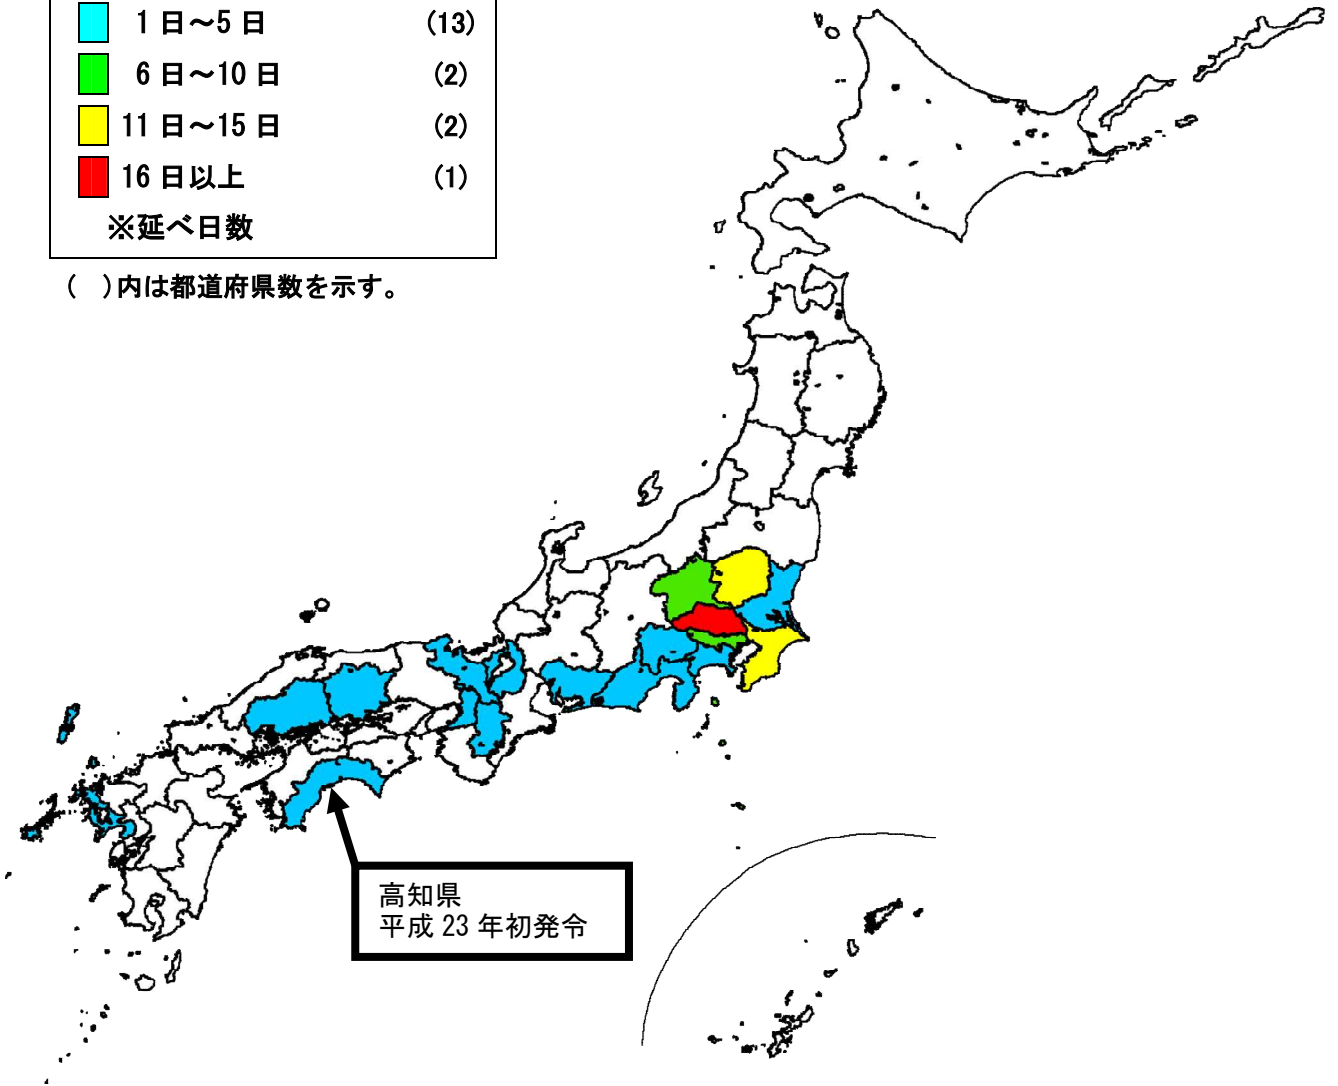 1日～5日 (13)
6日～10日 (2)
11日～15日 (2)
16日以上 (1)
※延べ日数
(　)内は都道府県数を示す。
高知県
平成23年初発令